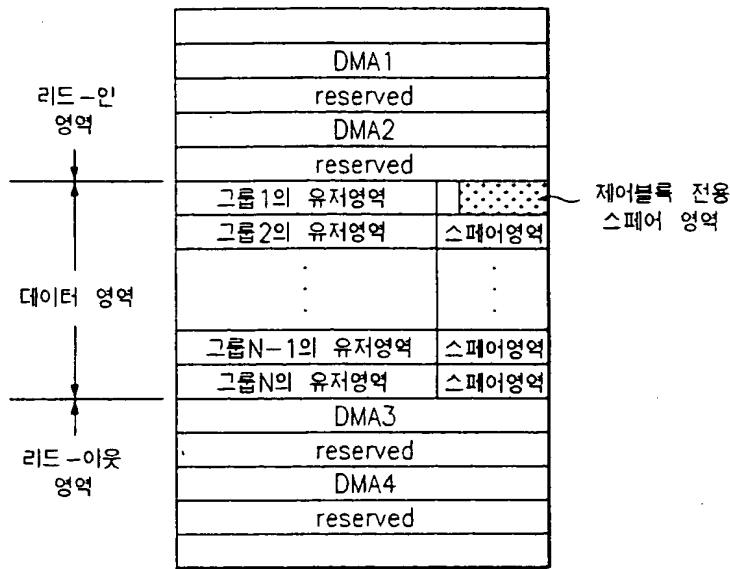 DMA1
reserved
DMA2
reserved
리드-인
영역
그룹1의 유저영역
제어블록 전용
스페어 영역
그룹2의 유저영역 스페어영역
데이터 영역
그룹N-1의 유저영역 스페어영역
그룹N의 유저영역 스페어영역
DMA3
reserved
DMA4
reserved
리드-아웃
영역